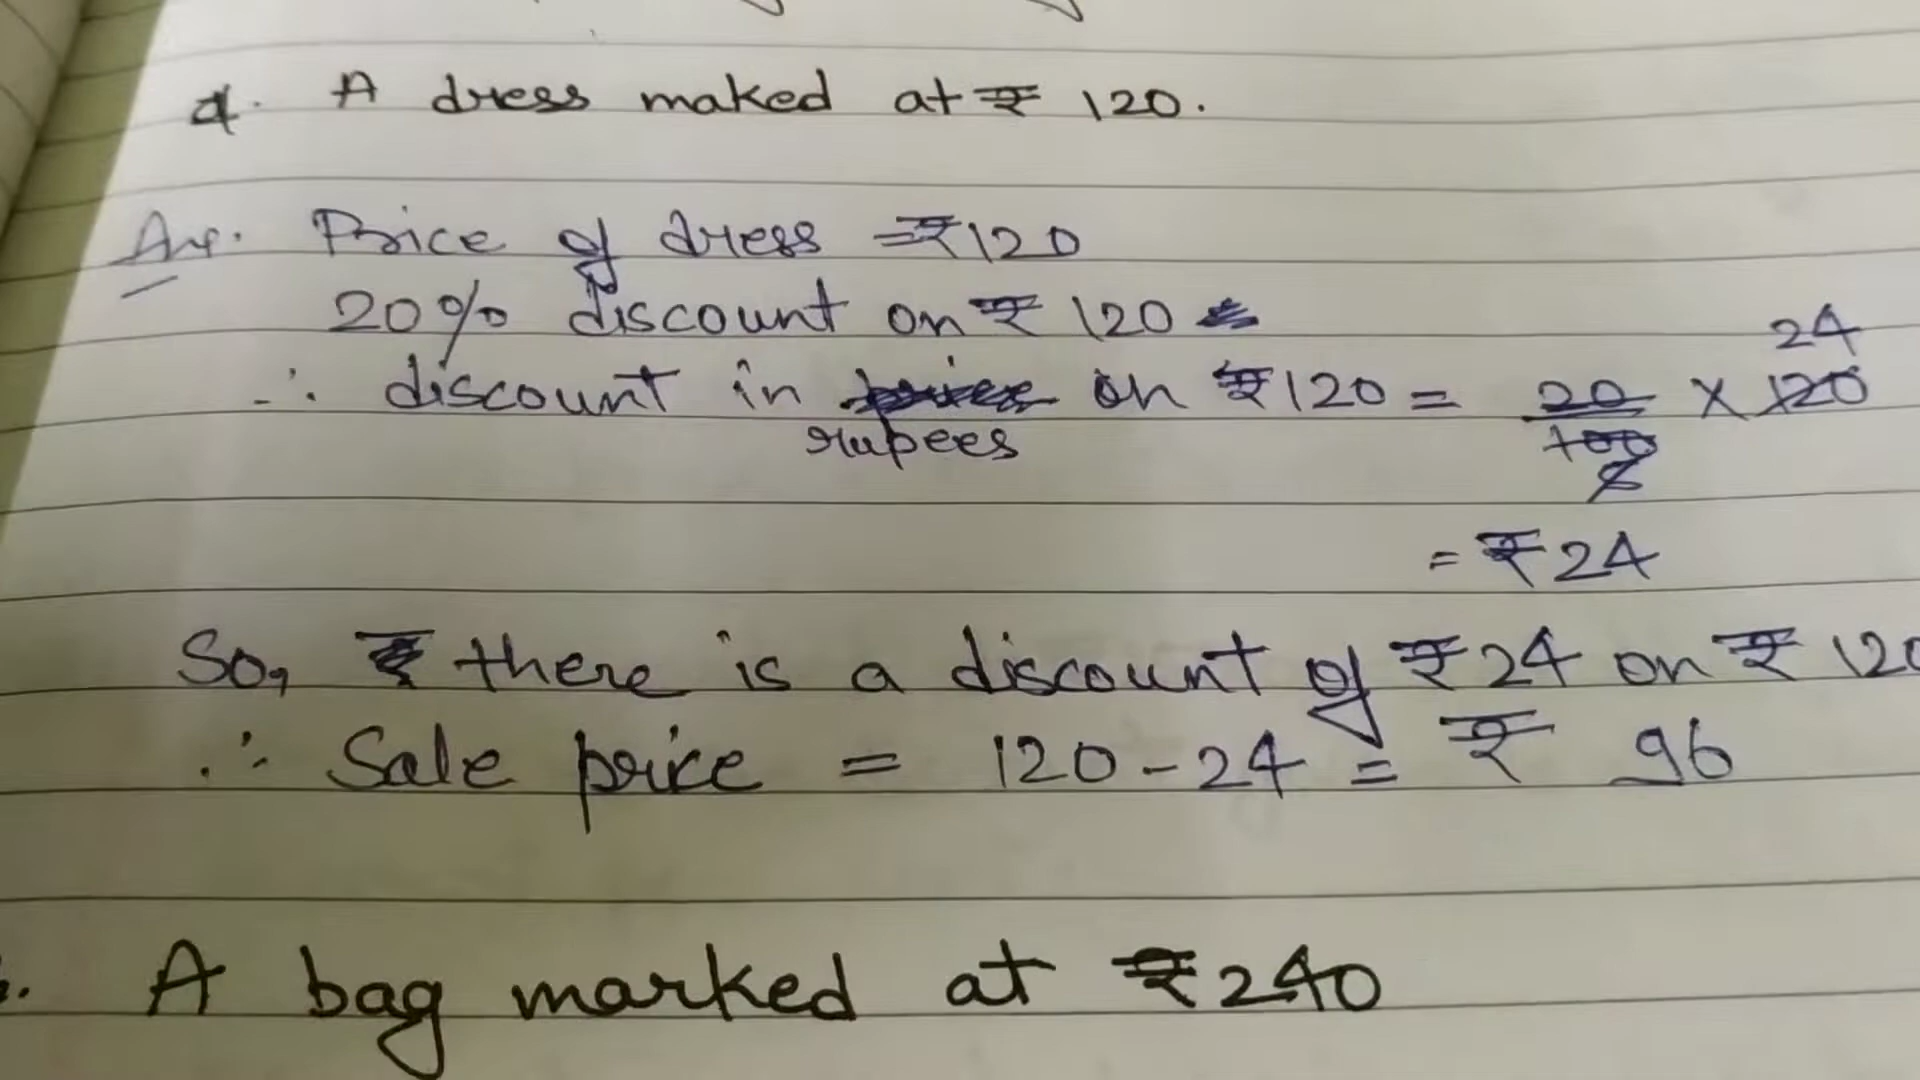 a. A dress maked at ₹ 120.
Ans. Price of dress = ₹120
20% discount on ₹ 120
24
∴ discount in on ₹120 = 20 × 120
rupees 100
= ₹24
So, there is a discount of ₹24 on ₹ 120
∴ Sale price = 120 - 24 = ₹ 96
A bag marked at ₹240